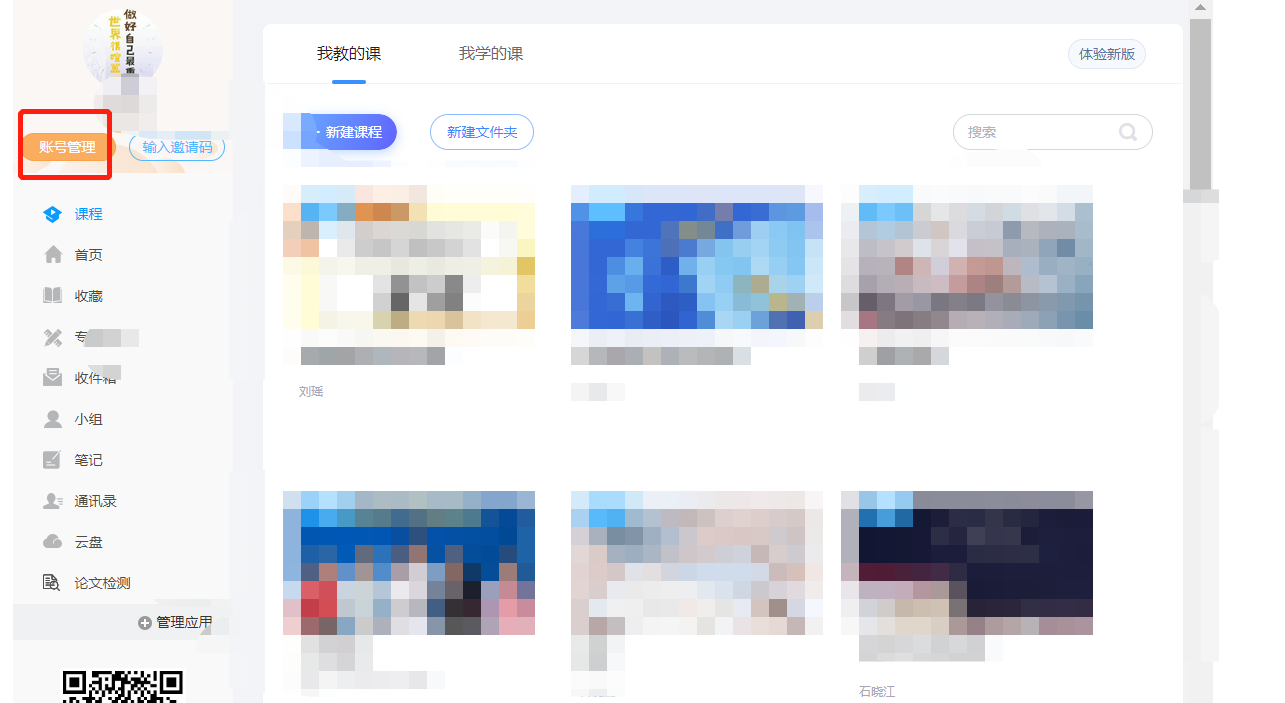 做好自己最重
世界很喧嚣
账号管理
输入邀请码
课程
首页
收藏
专
收件箱
小组
笔记
通讯录
云盘
论文检测
管理应用
我教的课
我学的课
体验新版
新建课程
新建文件夹
搜索
刘瑶
石晓江